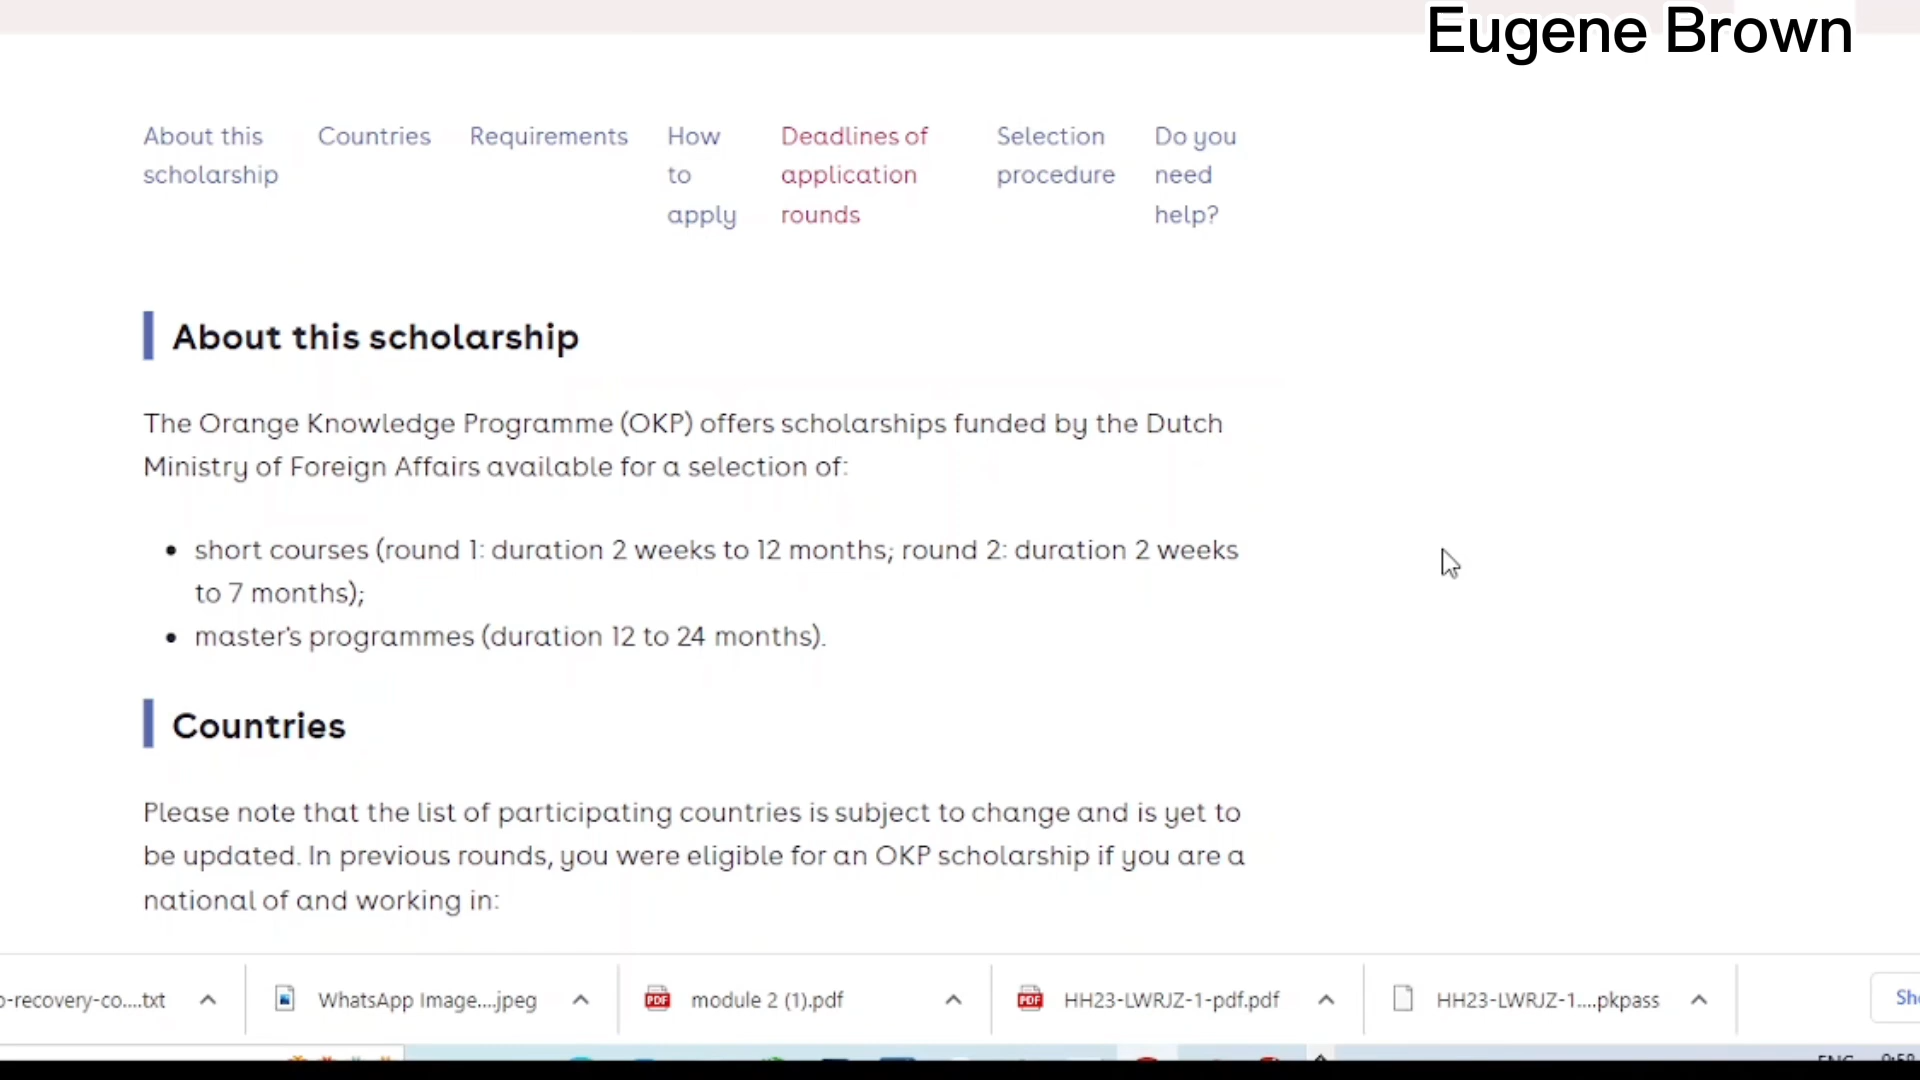 Eugene Brown
About this scholarship
Countries
Requirements
How to apply
Deadlines of application rounds
Selection procedure
Do you need help?
About this scholarship
The Orange Knowledge Programme (OKP) offers scholarships funded by the Dutch
Ministry of Foreign Affairs available for a selection of:
• short courses (round 1: duration 2 weeks to 12 months; round 2: duration 2 weeks
to 7 months);
• master's programmes (duration 12 to 24 months).
Countries
Please note that the list of participating countries is subject to change and is yet to
be updated. In previous rounds, you were eligible for an OKP scholarship if you are a
national of and working in:
-recovery-co....txt
WhatsApp Image....jpeg
module 2 (1).pdf
HH23-LWRJZ-1-pdf.pdf
HH23-LWRJZ-1....pkpass